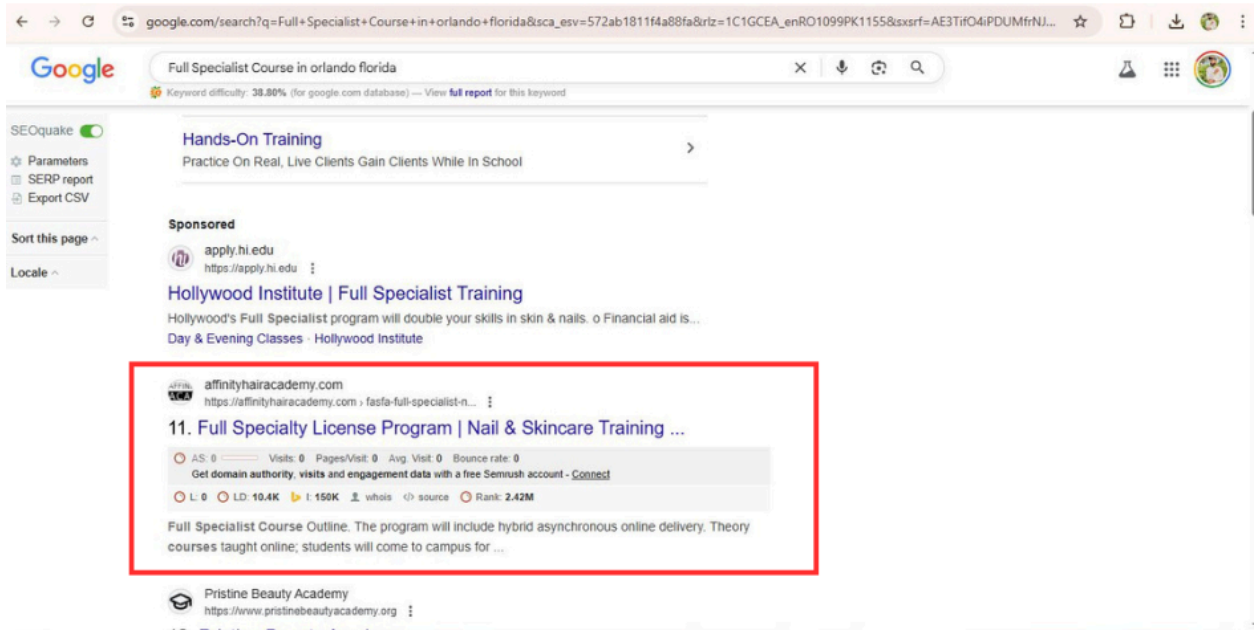 google.com/search?q=Full+Specialist+Course+in+orlando+florida&sca_esv=572ab1811f4a88fa&rlz=1C1GCEA_enRO1099PK1155&sxsrf=AE3TifO4iPDUMfrNJ...
Google
Full Specialist Course in orlando florida
Keyword difficulty: 38.80% (for google.com database) — View full report for this keyword
SEOquake
Parameters
SERP report
Export CSV
Sort this page
Locale
Hands-On Training
Practice On Real, Live Clients Gain Clients While In School
Sponsored
apply.hi.edu
https://apply.hi.edu
Hollywood Institute | Full Specialist Training
Hollywood's Full Specialist program will double your skills in skin & nails. o Financial aid is...
Day & Evening Classes · Hollywood Institute
AFFIN
ACA
affinityhairacademy.com
https://affinityhairacademy.com › fasfa-full-specialist-n...
11. Full Specialty License Program | Nail & Skincare Training ...
AS: 0 Visits: 0 Pages/Visit: 0 Avg. Visit: 0 Bounce rate: 0
Get domain authority, visits and engagement data with a free Semrush account - Connect
L: 0 LD: 10.4K I: 150K whois source Rank: 2.42M
Full Specialist Course Outline. The program will include hybrid asynchronous online delivery. Theory
courses taught online; students will come to campus for ...
Pristine Beauty Academy
https://www.pristinebeautyacademy.org